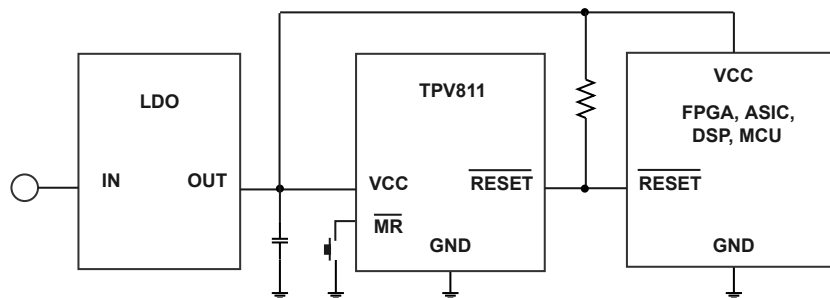 LDO
IN
OUT
TPV811
VCC
RESET
MR
GND
VCC
FPGA, ASIC,
DSP, MCU
RESET
GND